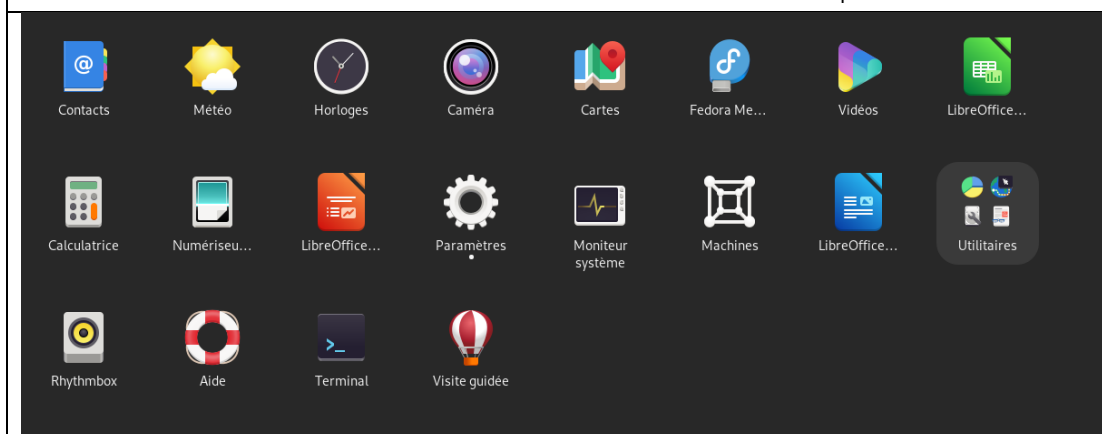 Contacts
Météo
Horloges
Caméra
Cartes
Fedora Me...
Vidéos
LibreOffice...
Calculatrice
Numériseu...
LibreOffice...
Paramètres
Moniteur
système
Machines
LibreOffice...
Utilitaires
Rhythmbox
Aide
Terminal
Visite guidée